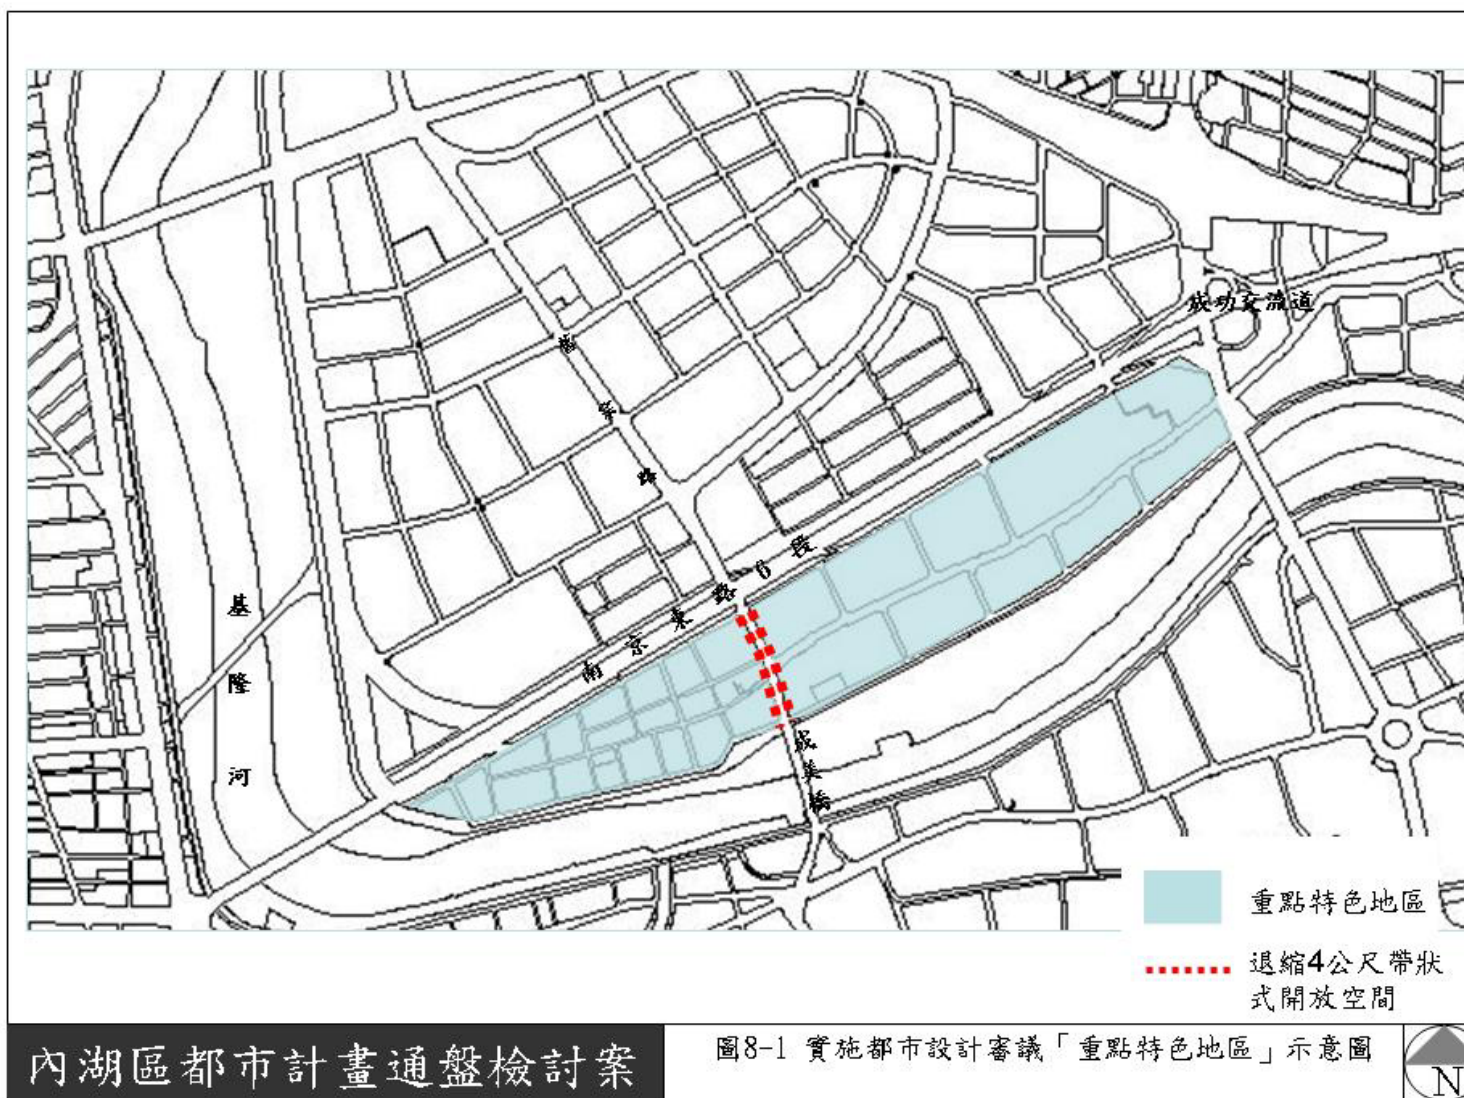 成功交流道
舊宗路
南京東路6段
基隆河
成美橋
重點特色地區
退縮4公尺帶狀
式開放空間
內湖區都市計畫通盤檢討案
圖8-1 實施都市設計審議「重點特色地區」示意圖
N